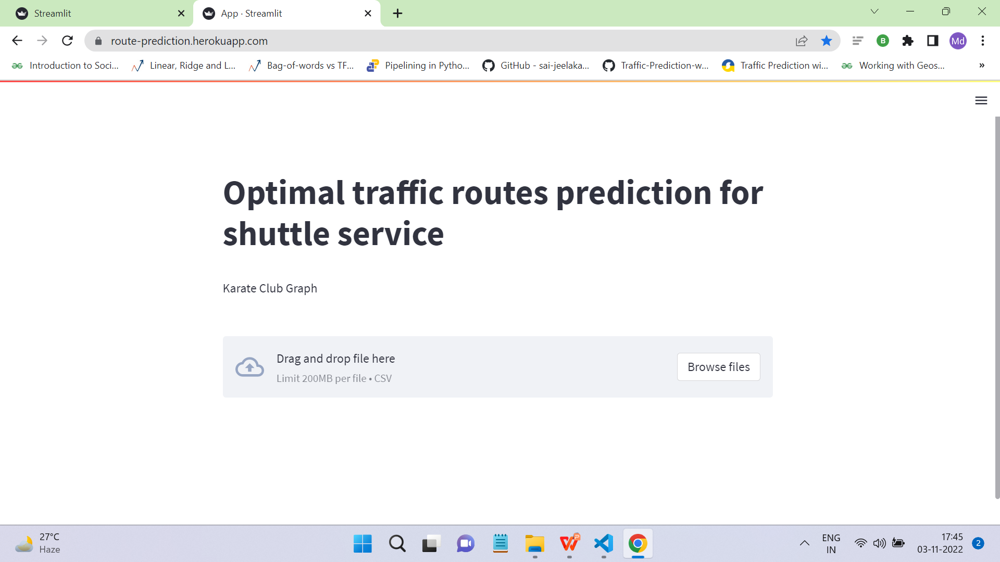 Streamlit
App · Streamlit
route-prediction.herokuapp.com
B
Md
Introduction to Soci...
Linear, Ridge and L...
Bag-of-words vs TF...
Pipelining in Pytho...
GitHub - sai-jeelaka...
Traffic-Prediction-w...
Traffic Prediction wi...
Working with Geos...
»
Optimal traffic routes prediction for
shuttle service
Karate Club Graph
Drag and drop file here
Limit 200MB per file • CSV
Browse files
27°C
Haze
ENG
IN
17:45
03-11-2022
2